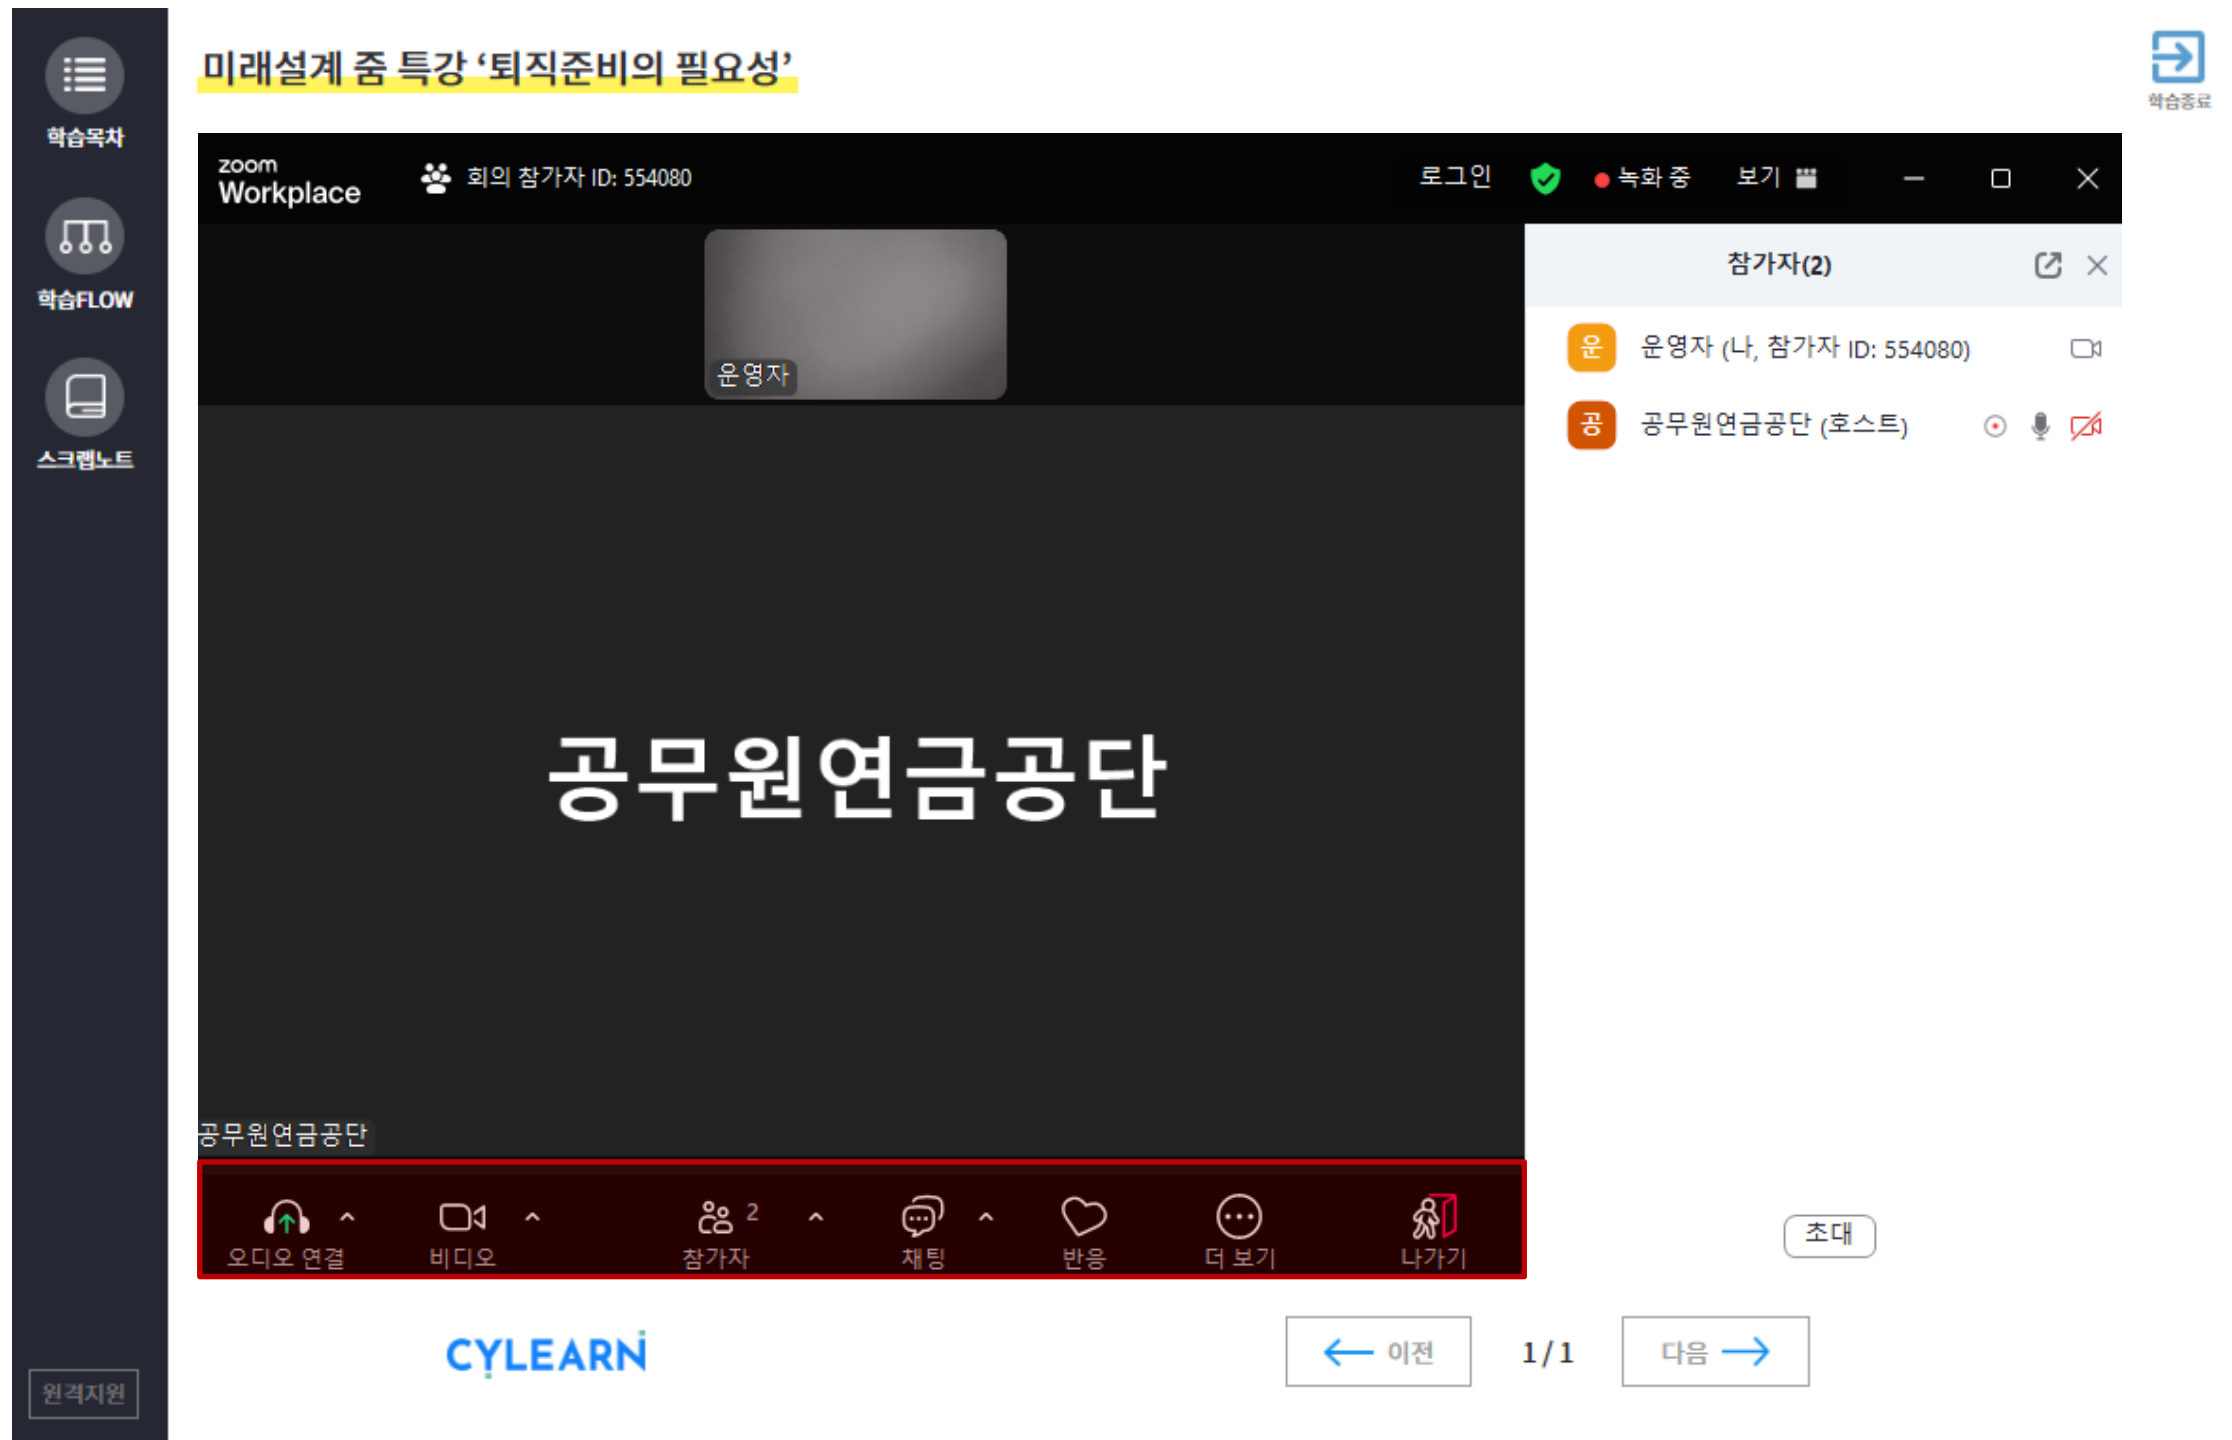 미래설계 줌 특강 ‘퇴직준비의 필요성’
학습종료
학습목차
학습FLOW
스크랩노트
원격지원
zoom
Workplace
회의 참가자 ID: 554080
로그인
녹화 중
보기
운영자
참가자(2)
운 운영자 (나, 참가자 ID: 554080)
공 공무원연금공단 (호스트)
공무원연금공단
공무원연금공단
오디오 연결
비디오
2
참가자
채팅
반응
더 보기
나가기
초대
CYLEARN
이전
1 / 1
다음